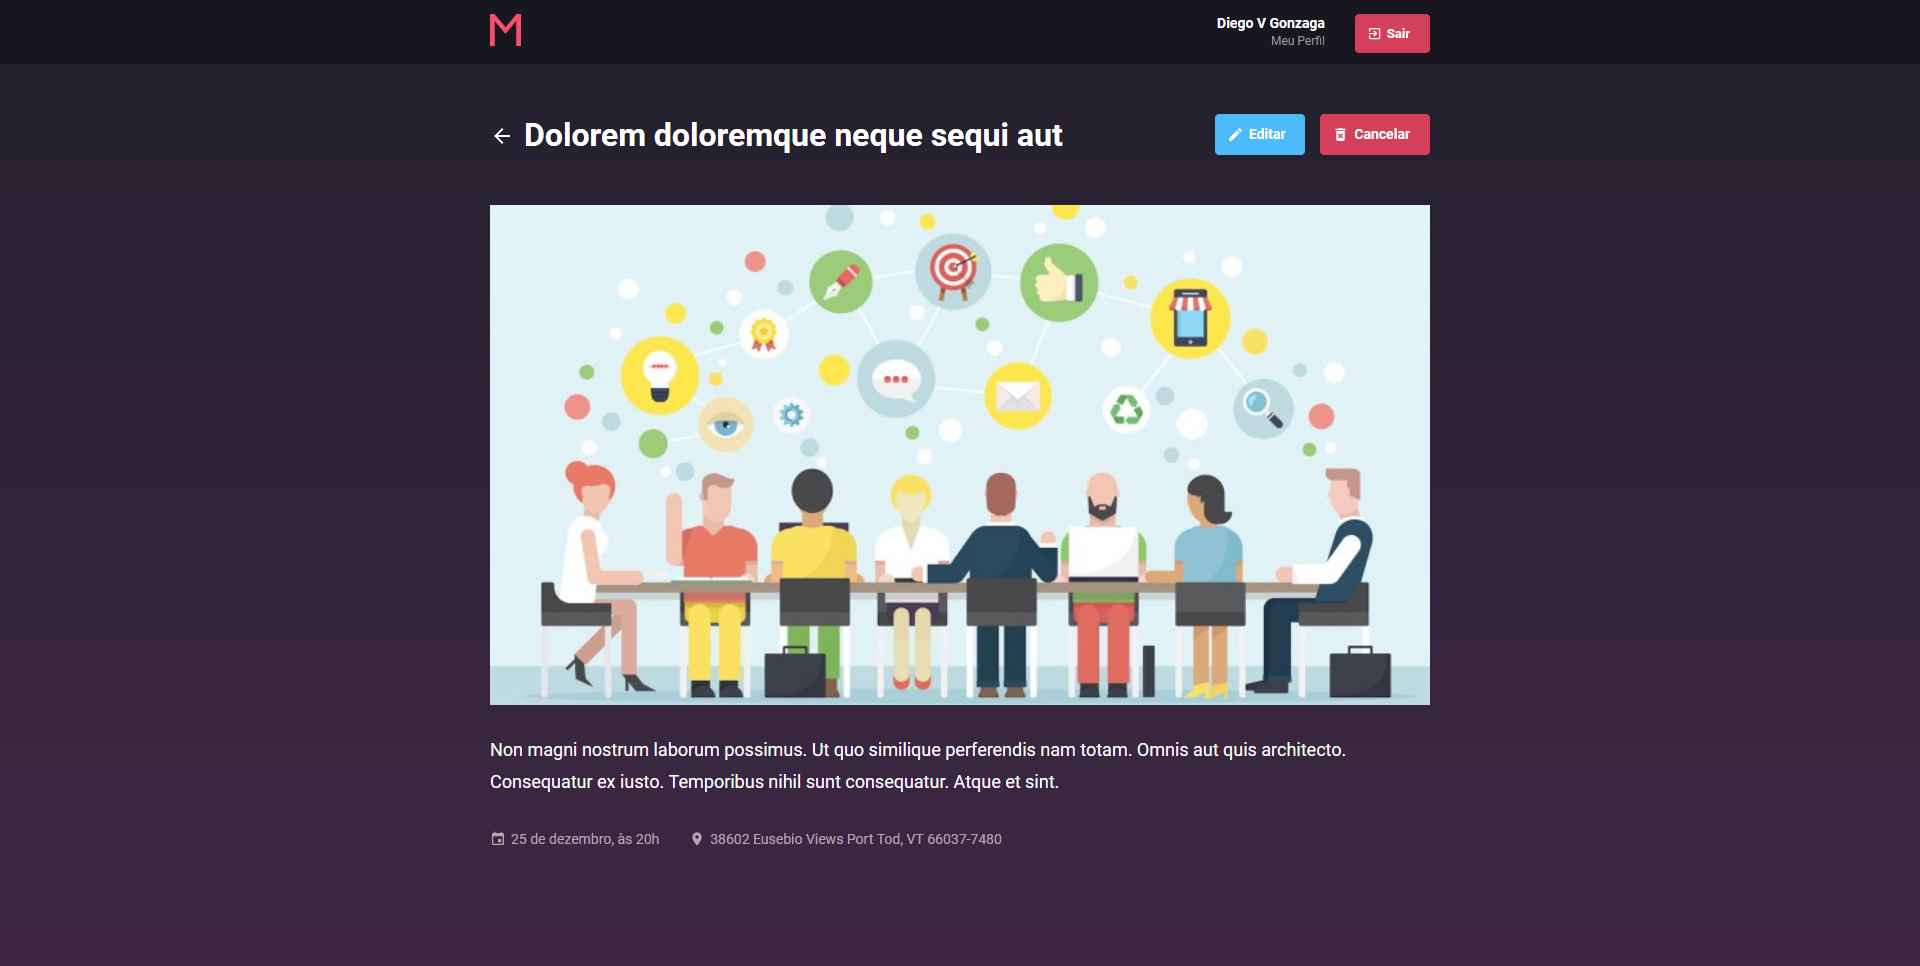 M
Diego V Gonzaga
Meu Perfil
Sair
Dolorem doloremque neque sequi aut
Editar
Cancelar
Non magni nostrum laborum possimus. Ut quo similique perferendis nam totam. Omnis aut quis architecto.
Consequatur ex iusto. Temporibus nihil sunt consequatur. Atque et sint.
25 de dezembro, às 20h
38602 Eusebio Views Port Tod, VT 66037-7480